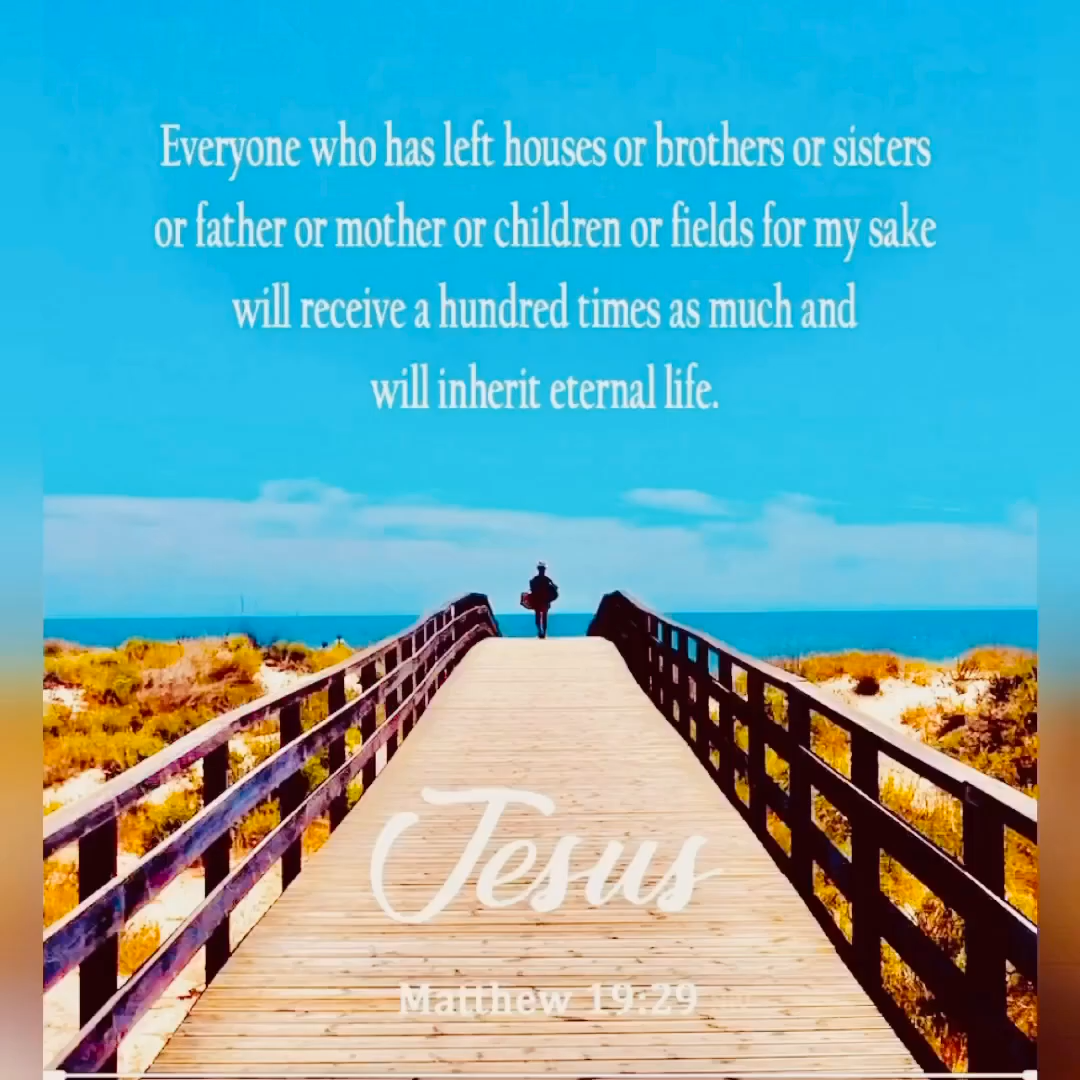 Everyone who has left houses or brothers or sisters
or father or mother or children or fields for my sake
will receive a hundred times as much and
will inherit eternal life.
Jesus
Matthew 19:29